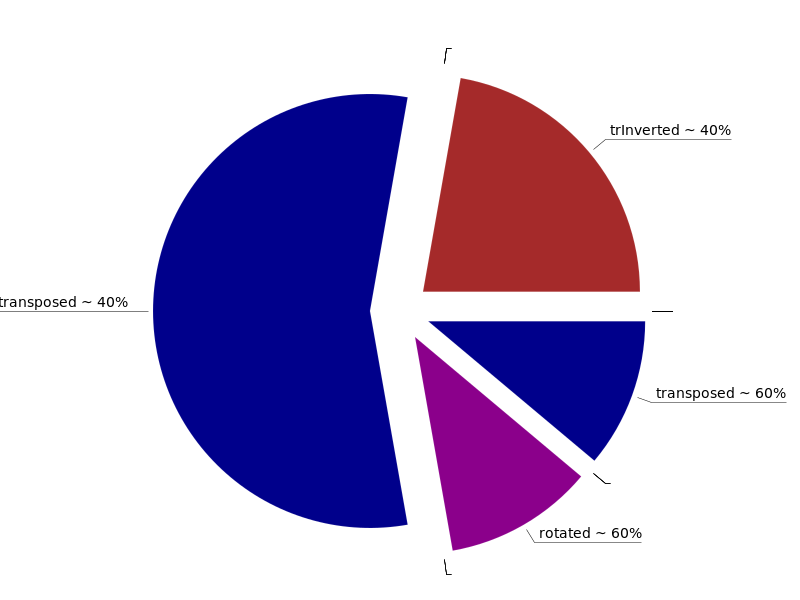 trInverted ~ 40%
transposed ~ 40%
transposed ~ 60%
rotated ~ 60%